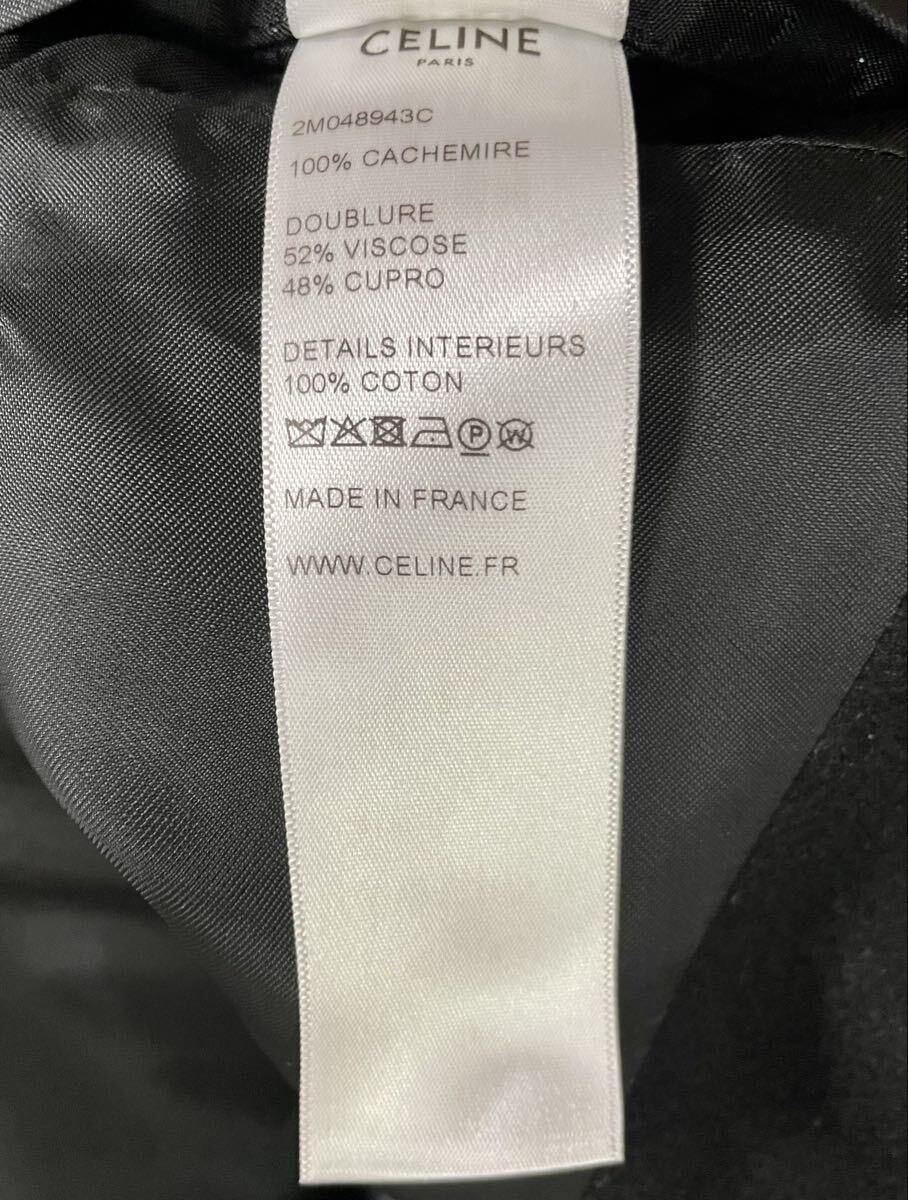 CELINE
PARIS
2M048943C
100% CACHEMIRE
DOUBLURE
52% VISCOSE
48% CUPRO
DETAILS INTERIEURS
100% COTON
P W
MADE IN FRANCE
WWW.CELINE.FR